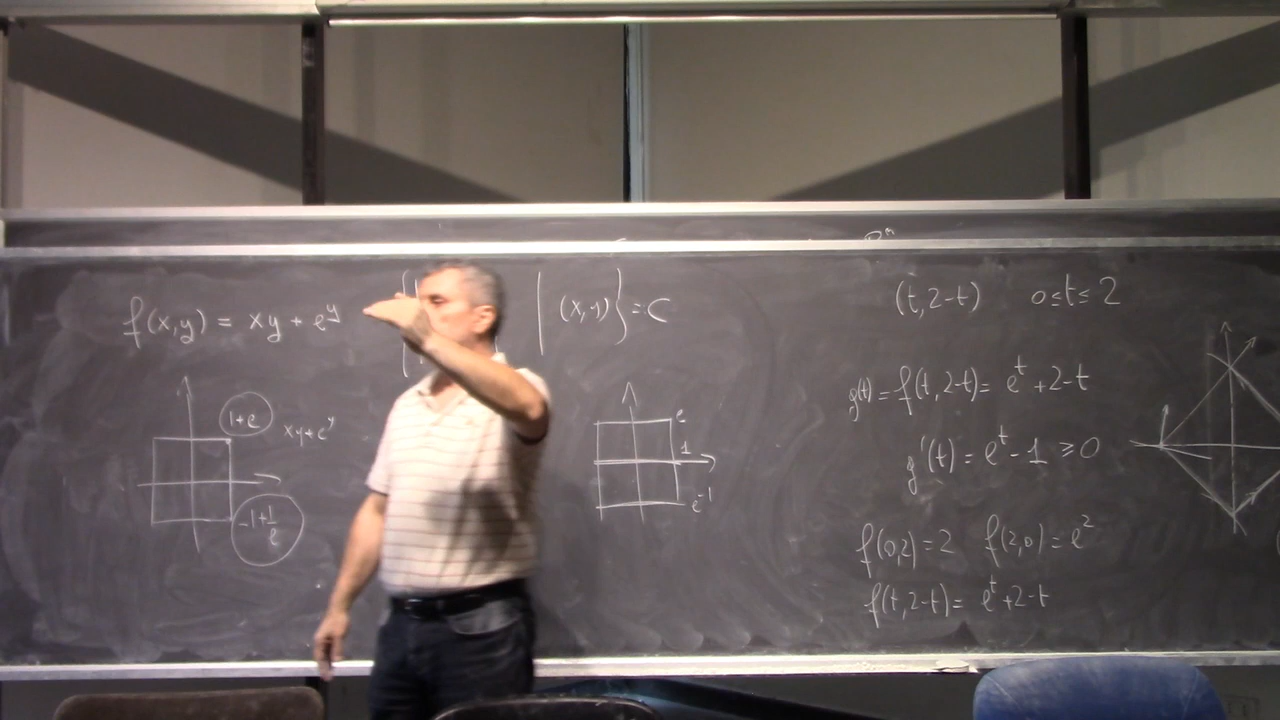 f(x,y) = xy + e^y
(x,-1)} = C
1+e
xy+e^y
-1+1/e
e
1
e^-1
(t,2-t) 0≤t≤2
g(t) = f(t,2-t) = e^t + 2-t
g'(t) = e^t - 1 ≥ 0
f(0,2) = 2 f(2,0) = e^2
f(t,2-t) = e^t + 2-t